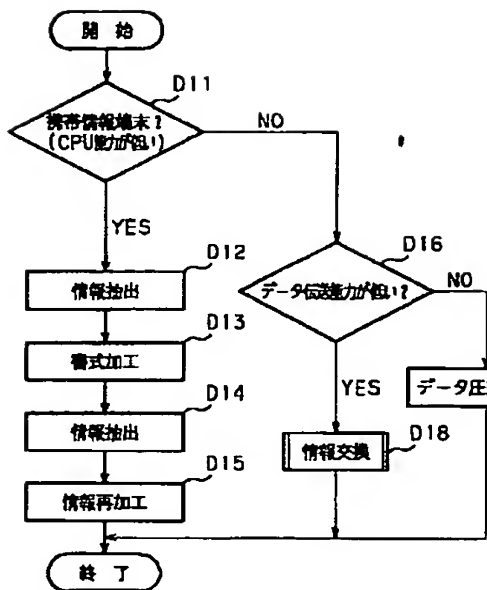 開 始
D11
携帯情報端末?
(CPU能力が低い)
NO
YES
D12
情報抽出
D13
書式加工
D14
情報抽出
D15
情報再加工
終 了
D16
データ伝送能力が低い?
NO
YES
データ圧
D18
情報交換